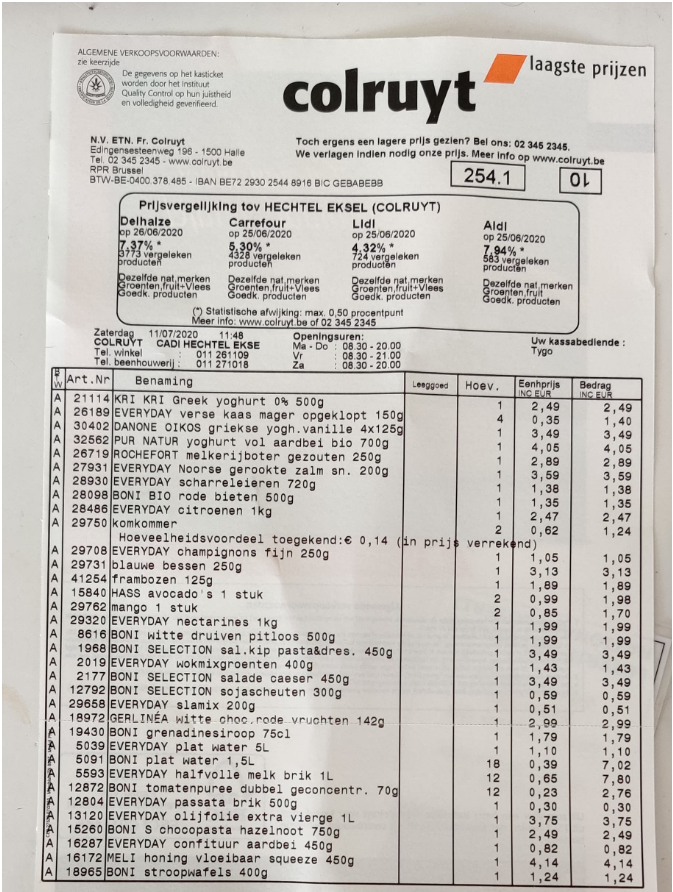 ALGEMENE VERKOOPSVOORWAARDEN:
zie keerzijde
De gegevens op het kasticket
worden door het Instituut
Quality Control op hun juistheid
en volledigheid geverifieerd.
colruyt
laagste prijzen
N.V. ETN. Fr. Colruyt
Edingensesteenweg 196 - 1500 Halle
Tel. 02 345 2345 - www.colruyt.be
RPR Brussel
BTW-BE-0400.378.485 - IBAN BE72 2930 2544 8916 BIC GEBABEBB
Toch ergens een lagere prijs gezien? Bel ons: 02 345 2345.
We verlagen indien nodig onze prijs. Meer info op www.colruyt.be
254.1 01
Prijsvergelijking tov HECHTEL EKSEL (COLRUYT)
Delhaize Carrefour Lidl Aldi
op 26/06/2020 op 25/06/2020 op 25/06/2020 op 25/06/2020
7,37% * 5,30% * 4,32% * 7,94% *
3773 vergeleken 4328 vergeleken 724 vergeleken 583 vergeleken
producten producten producten producten
Dezelfde nat.merken Dezelfde nat.merken Dezelfde nat.merken Dezelfde nat.merken
Groenten,fruit+Vlees Groenten,fruit+Vlees Groenten,fruit+Vlees Groenten,fruit
Goedk. producten Goedk. producten Goedk. producten Goedk. producten
(*) Statistische afwijking: max. 0,50 procentpunt
Meer info: www.colruyt.be of 02 345 2345
Zaterdag 11/07/2020 11:48 Openingsuren:
COLRUYT CADI HECHTEL EKSE Ma - Do : 08.30 - 20.00
Tel. winkel : 011 261109 Vr : 08.30 - 21.00
Tel. beenhouwerij : 011 271018 Za : 08.30 - 20.00
Uw kassabediende :
Tygo
BTW Art.Nr Benaming Leeggoed Hoev. Eenhprijs INC EUR Bedrag INC EUR
A 21114 KRI KRI Greek yoghurt 0% 500g 1 2,49 2,49
A 26189 EVERYDAY verse kaas mager opgeklopt 150g 4 0,35 1,40
A 30402 DANONE OIKOS griekse yogh.vanille 4x125g 1 3,49 3,49
A 32562 PUR NATUR yoghurt vol aardbei bio 700g 1 4,05 4,05
A 26719 ROCHEFORT melkerijboter gezouten 250g 1 2,89 2,89
A 27931 EVERYDAY Noorse gerookte zalm sn. 200g 1 3,59 3,59
A 28930 EVERYDAY scharreleieren 720g 1 1,38 1,38
A 28098 BONI BIO rode bieten 500g 1 1,35 1,35
A 28486 EVERYDAY citroenen 1kg 1 2,47 2,47
A 29750 komkommer 2 0,62 1,24
Hoeveelheidsvoordeel toegekend:€ 0,14 (in prijs verrekend)
A 29708 EVERYDAY champignons fijn 250g 1 1,05 1,05
A 29731 blauwe bessen 250g 1 3,13 3,13
A 41254 frambozen 125g 1 1,89 1,89
A 15840 HASS avocado's 1 stuk 2 0,99 1,98
A 29762 mango 1 stuk 2 0,85 1,70
A 29320 EVERYDAY nectarines 1kg 1 1,99 1,99
A 8616 BONI witte druiven pitloos 500g 1 1,99 1,99
A 1968 BONI SELECTION sal.kip pasta&dres. 450g 1 3,49 3,49
A 2019 EVERYDAY wokmixgroenten 400g 1 1,43 1,43
A 2177 BONI SELECTION salade caeser 450g 1 3,49 3,49
A 12792 BONI SELECTION sojascheuten 300g 1 0,59 0,59
A 29658 EVERYDAY slamix 200g 1 0,51 0,51
A 18972 GERLINÉA witte choc.rode vruchten 142g 1 2,99 2,99
A 19430 BONI grenadinesiroop 75cl 1 1,79 1,79
A 5039 EVERYDAY plat water 5L 1 1,10 1,10
A 5091 BONI plat water 1,5L 18 0,39 7,02
A 5593 EVERYDAY halfvolle melk brik 1L 12 0,65 7,80
A 12872 BONI tomatenpuree dubbel geconcentr. 70g 12 0,23 2,76
A 12804 EVERYDAY passata brik 500g 1 0,30 0,30
A 13120 EVERYDAY olijfolie extra vierge 1L 1 3,75 3,75
A 15260 BONI S chocopasta hazelnoot 750g 1 2,49 2,49
A 16287 EVERYDAY confituur aardbei 450g 1 0,82 0,82
A 16172 MELI honing vloeibaar squeeze 450g 1 4,14 4,14
A 18965 BONI stroopwafels 400g 1 1,24 1,24